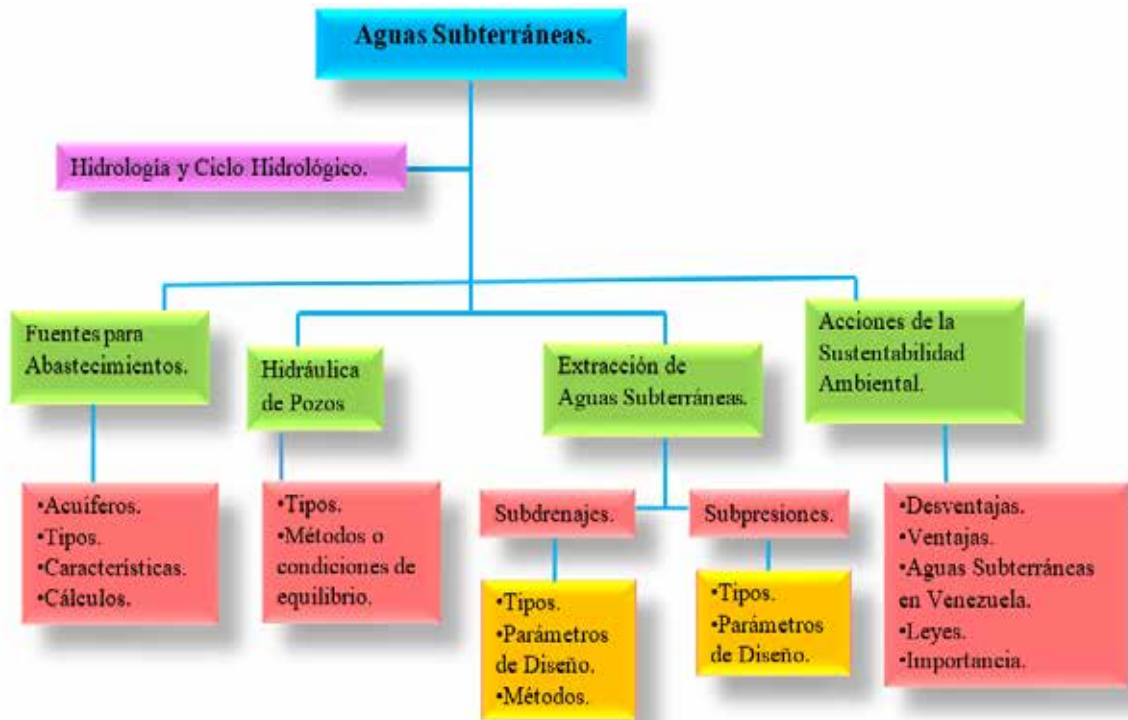 Aguas Subterráneas.
Hidrología y Ciclo Hidrológico.
Fuentes para
Abastecimientos.
Hidráulica
de Pozos
Extracción de
Aguas Subterráneas.
Acciones de la
Sustentabilidad
Ambiental.
•Acuíferos.
•Tipos.
•Características.
•Cálculos.
•Tipos.
•Métodos o
condiciones de
equilibrio.
Subdrenajes.
Subpresiones.
•Tipos.
•Parámetros
de Diseño.
•Métodos.
•Tipos.
•Parámetros
de Diseño.
•Desventajas.
•Ventajas.
•Aguas Subterráneas
en Venezuela.
•Leyes.
•Importancia.